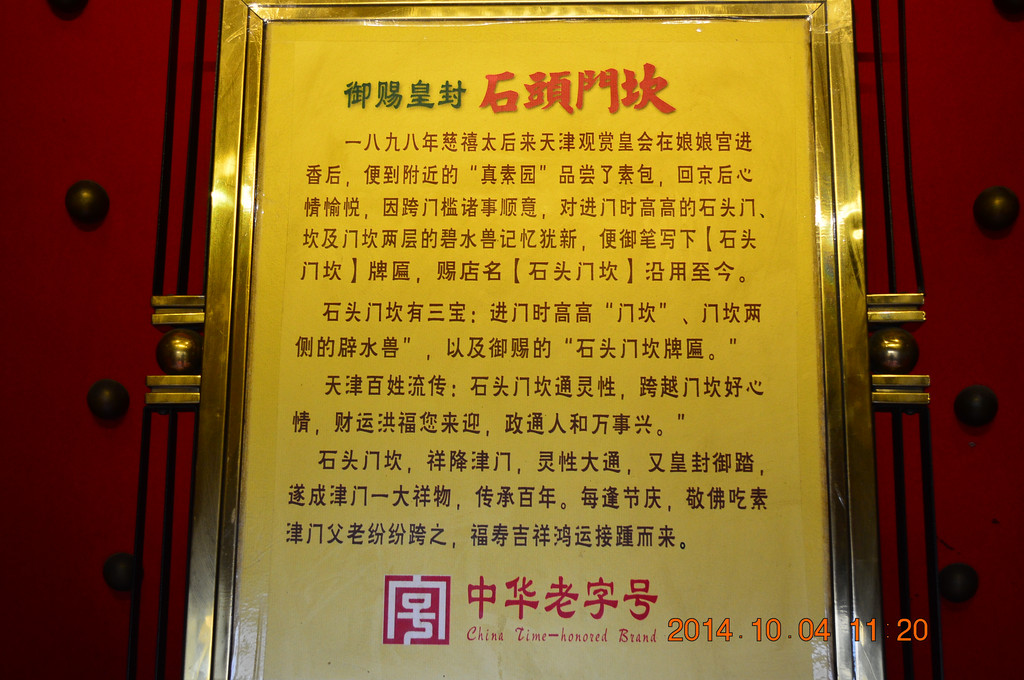 御赐皇封 石頭門坎
一八九八年慈禧太后来天津观赏皇会在娘娘宫进
香后，便到附近的“真素园”品尝了素包，回京后心
情愉悦，因跨门槛诸事顺意，对进门时高高的石头门、
坎及门坎两层的碧水兽记忆犹新，便御笔写下【石头
门坎】牌匾，赐店名【石头门坎】沿用至今。
石头门坎有三宝：进门时高高“门坎”、门坎两
侧的辟水兽”，以及御赐的“石头门坎牌匾。”
天津百姓流传：石头门坎通灵性，跨越门坎好心
情，财运洪福您来迎，政通人和万事兴。”
石头门坎，祥降津门，灵性大通，又皇封御踏，
遂成津门一大祥物，传承百年。每逢节庆，敬佛吃素
津门父老纷纷跨之，福寿吉祥鸿运接踵而来。
中华老字号
China Time-honored Brand
2014.10.04 11:20